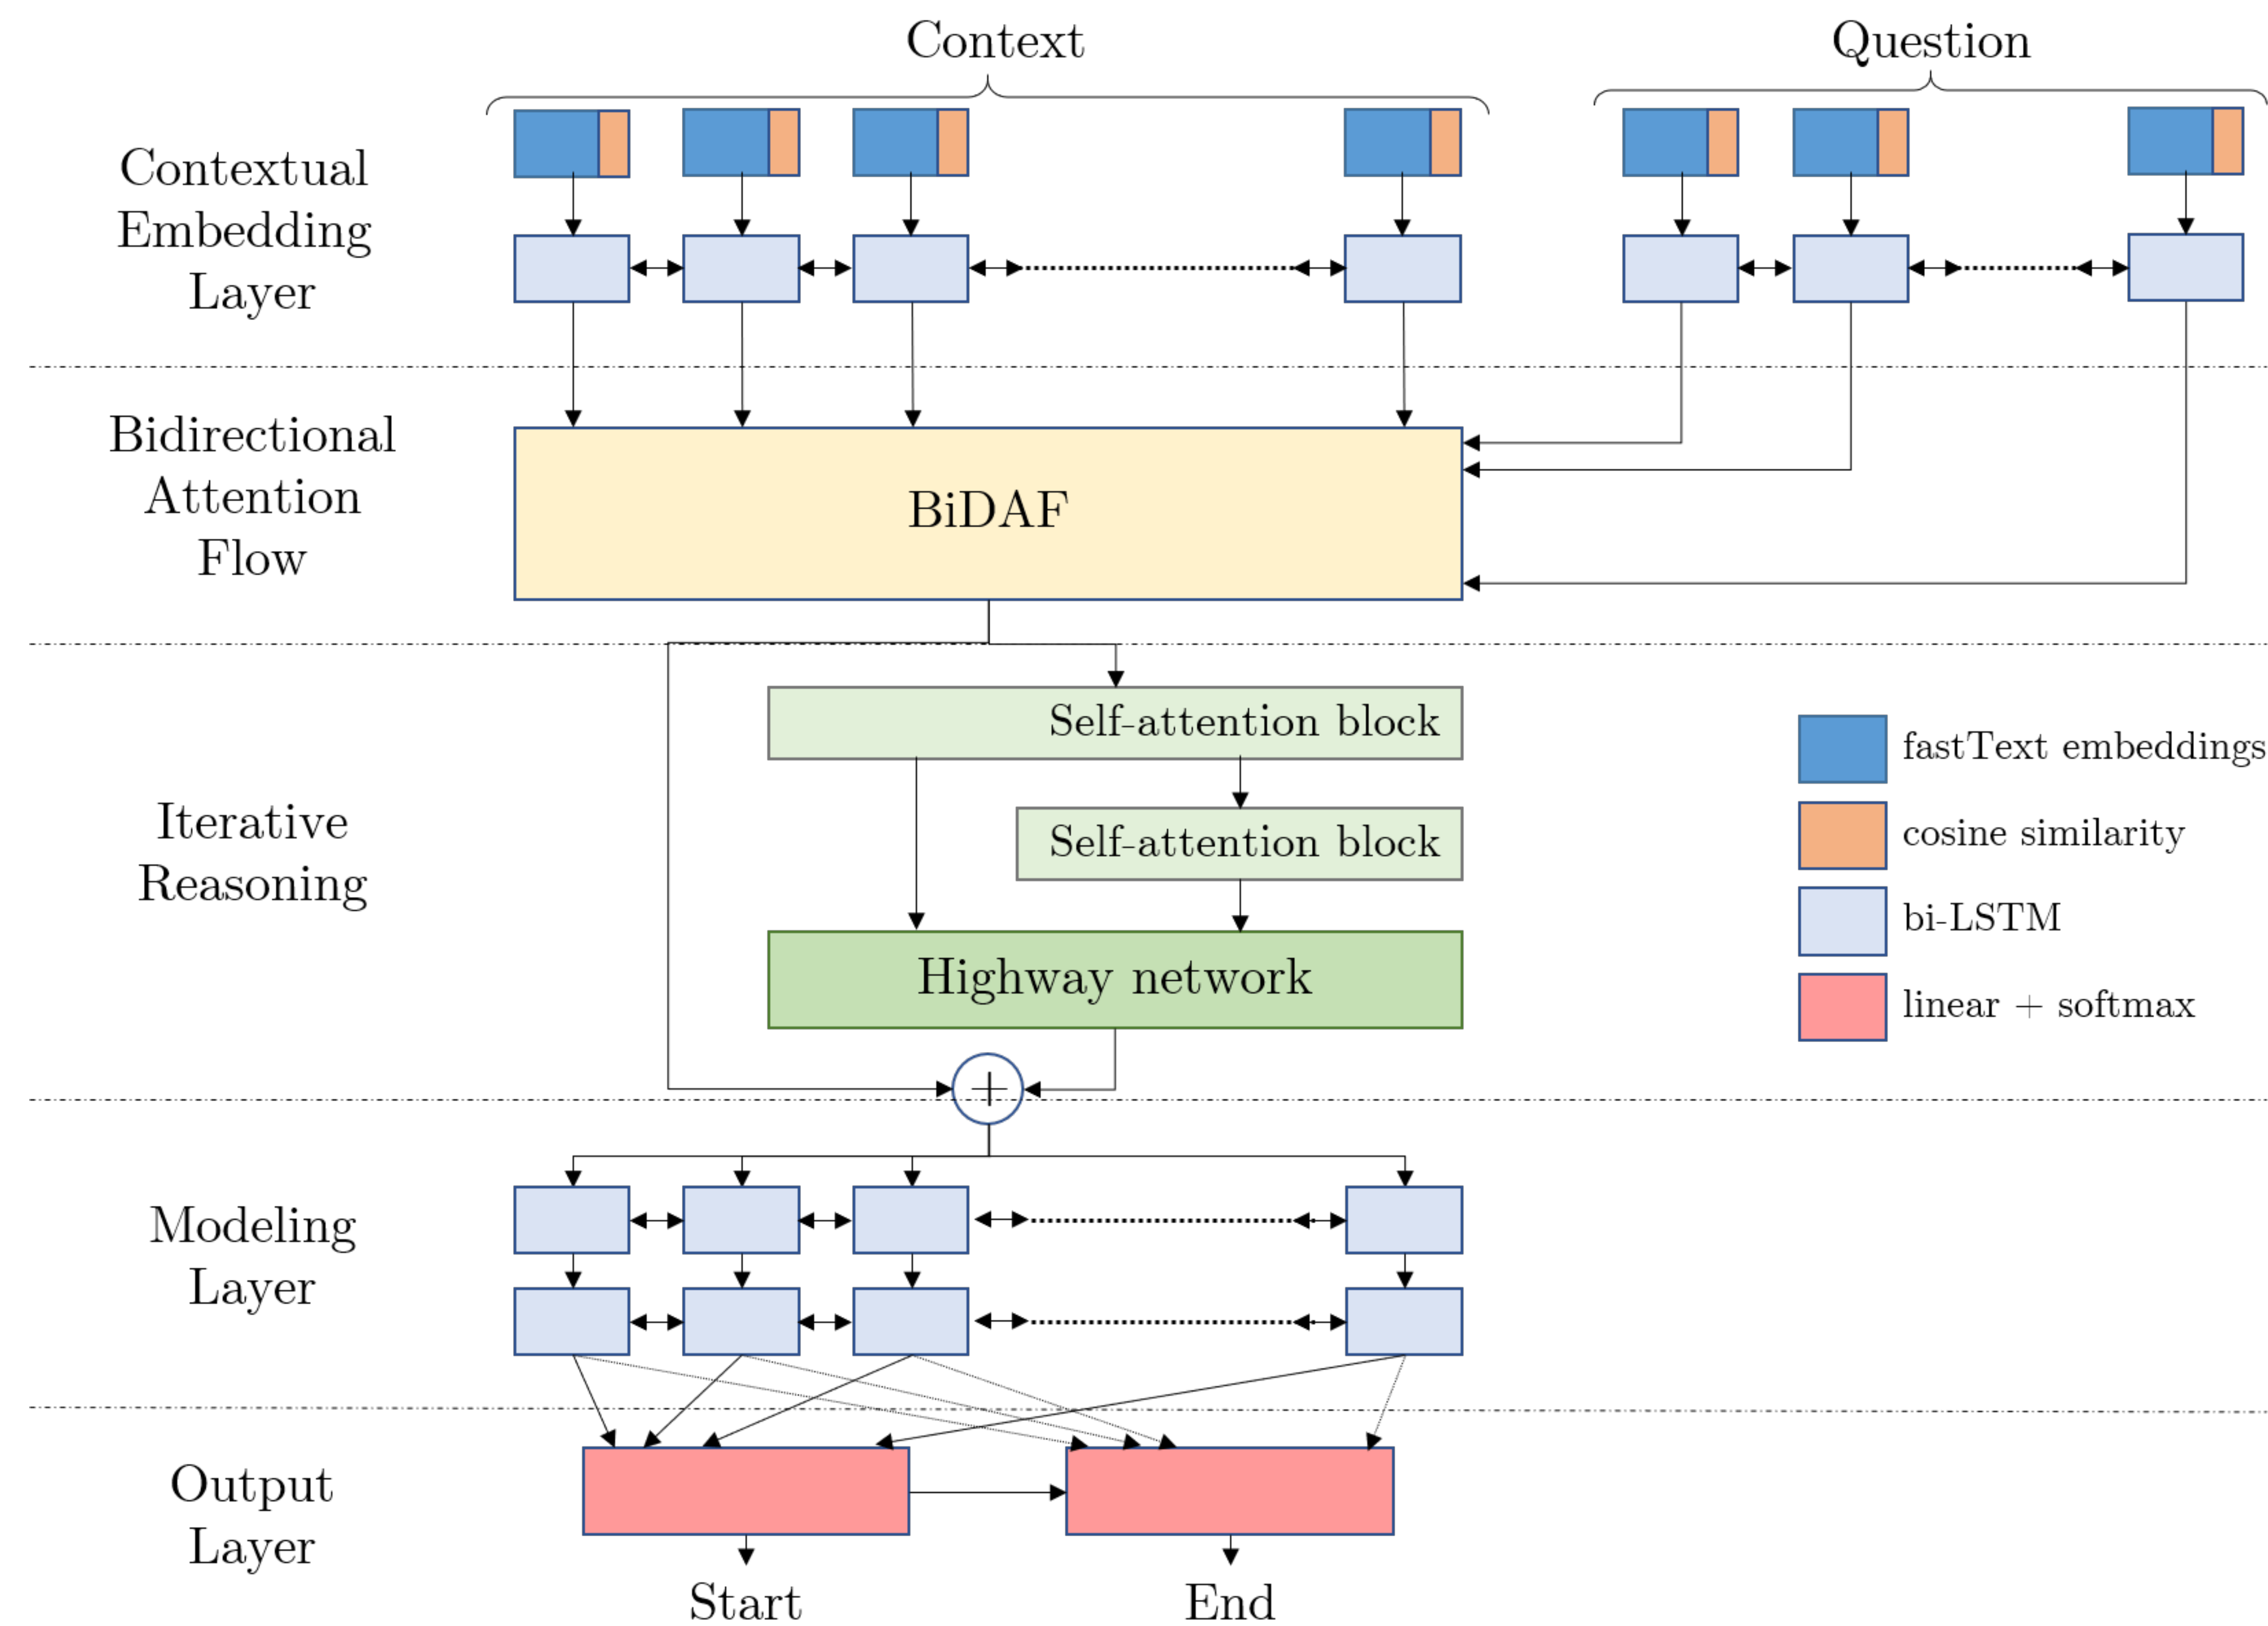 Context
Question
Contextual
Embedding
Layer
Bidirectional
Attention
Flow
BiDAF
Self-attention block
Self-attention block
Highway network
+
Iterative
Reasoning
fastText embeddings
cosine similarity
bi-LSTM
linear + softmax
Modeling
Layer
Output
Layer
Start
End